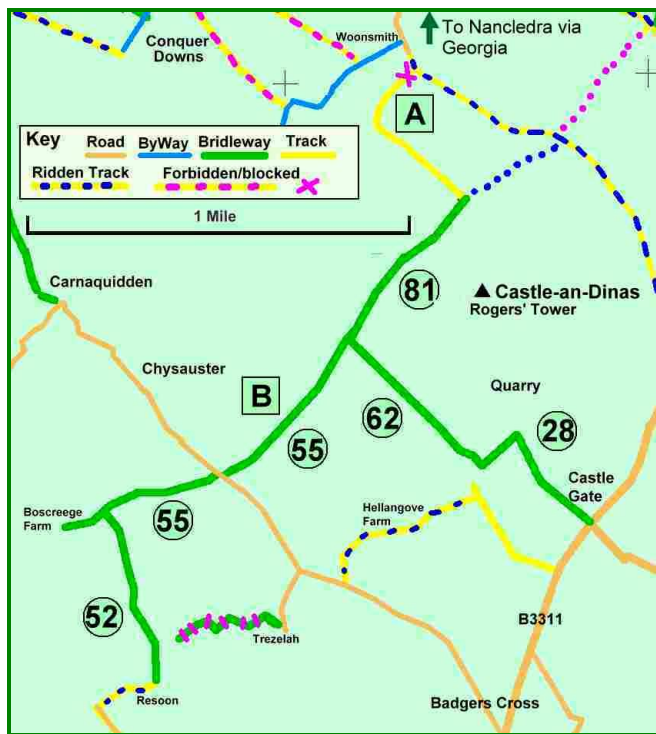 To Nancledra via
Georgia
Woonsmith
Conquer
Downs
A
Key
Road
ByWay
Bridleway
Track
Ridden Track
Forbidden/blocked
1 Mile
Carnaquidden
81
Castle-an-Dinas
Rogers' Tower
Chysauster
B
Quarry
62
28
55
Castle
Gate
Boscreege
Farm
55
Hellangove
Farm
52
B3311
Trezelah
Resoon
Badgers Cross